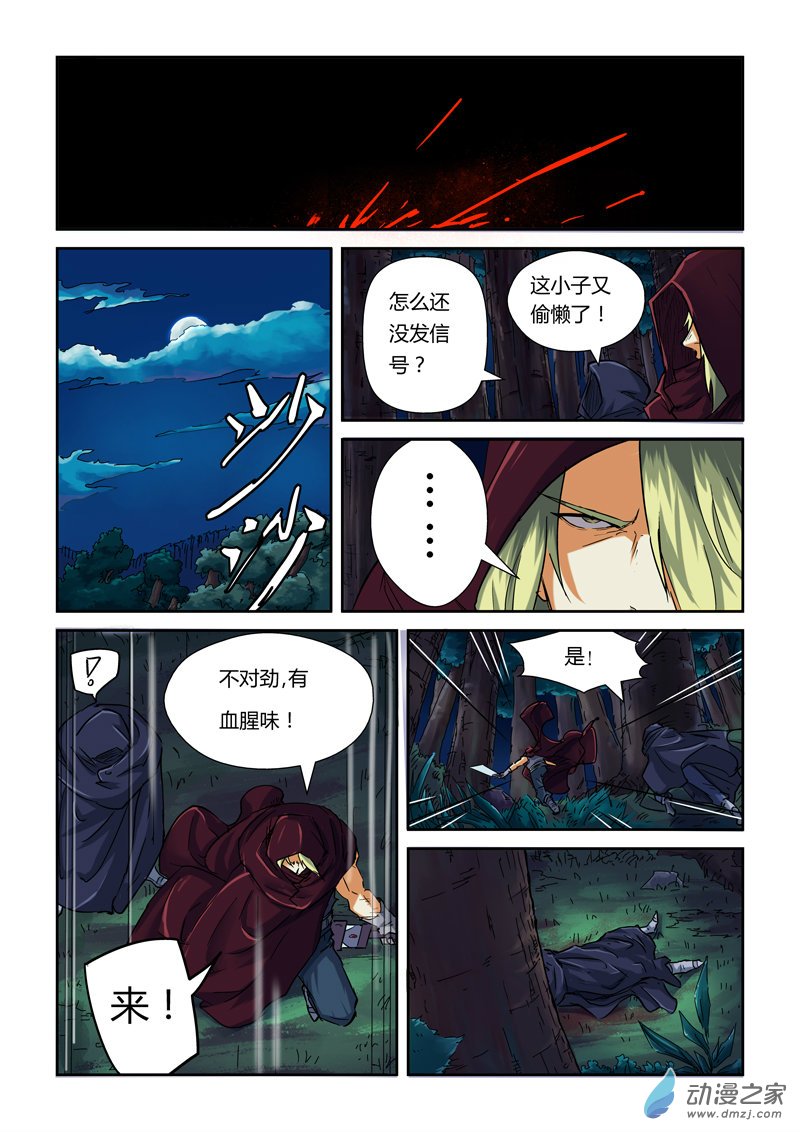 沙
沙
怎么还
没发信
号？
这小子又
偷懒了！
……
!
不对劲,有
血腥味！
来！
是!
动漫之家
www.dmzj.com